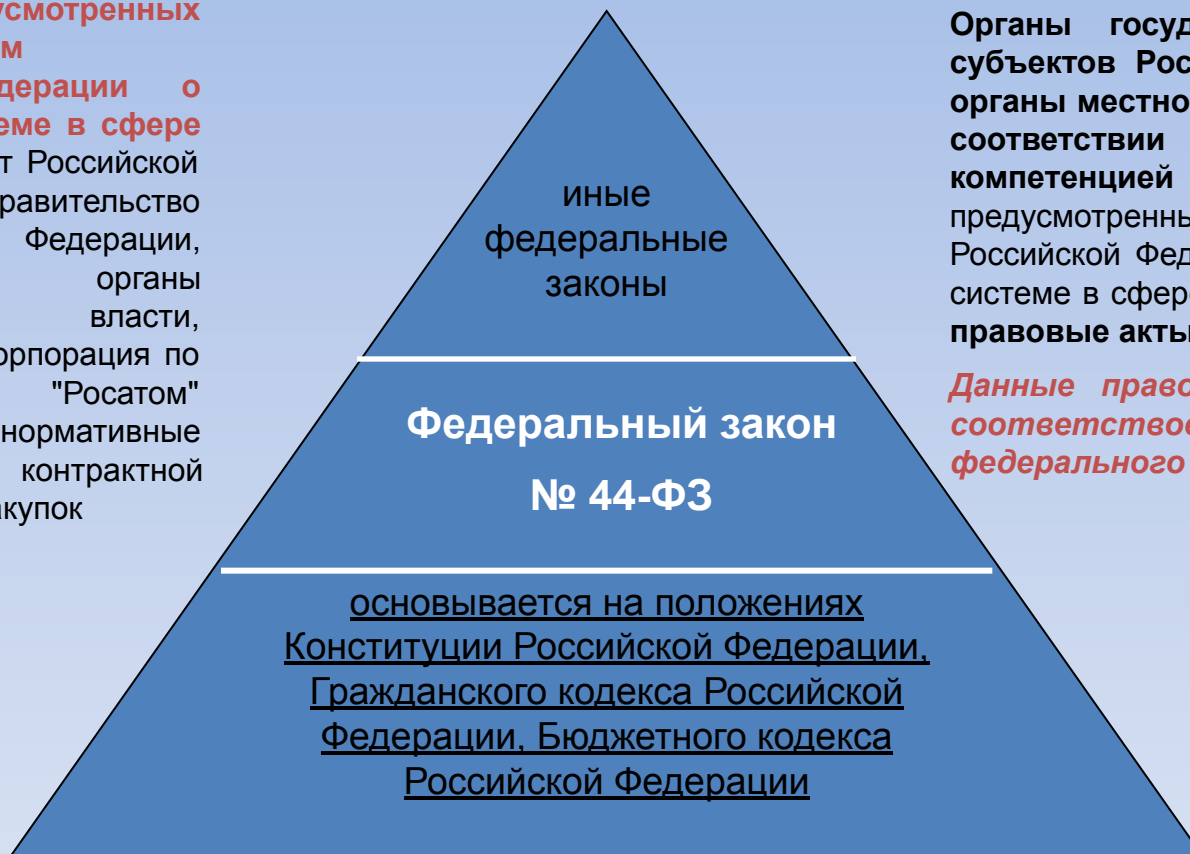 усмотренных
м
дерации о
еме в сфере
т Российской
равительство
Федерации,
органы
власти,
орпорация по
"Росатом"
нормативные
контрактной
акупок
иные
федеральные
законы
Федеральный закон
№ 44-ФЗ
основывается на положениях
Конституции Российской Федерации,
Гражданского кодекса Российской
Федерации, Бюджетного кодекса
Российской Федерации
Органы госуд
субъектов Рос
органы местно
соответствии
компетенцией
предусмотренны
Российской Фед
системе в сфер
правовые акты
Данные право
соответствов
федерального